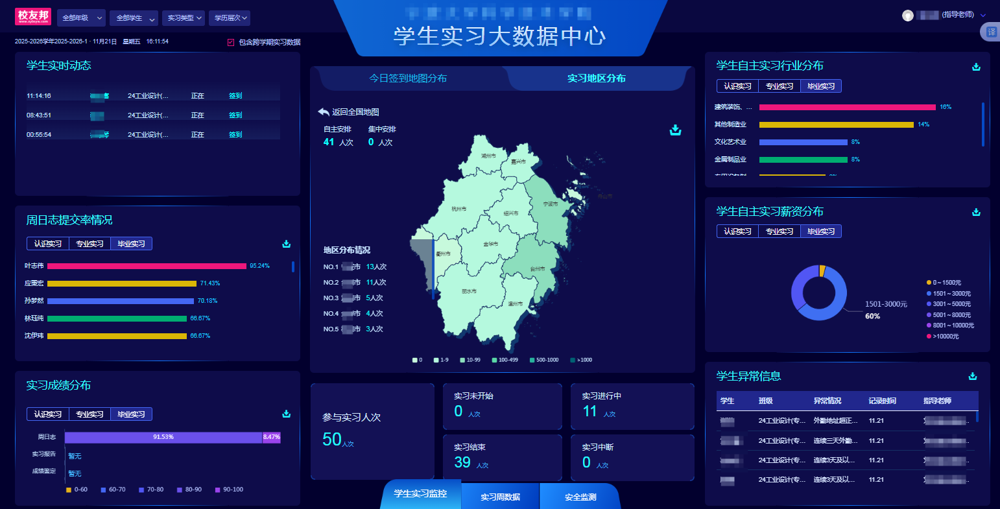 校友邦
www.xybsyw.com
全部年级
全部学生
实习类型
学历层次
学生实习大数据中心
(指导老师)
译
2025-2026学年2025-2026-1 · 11月21日 星期五 16:11:54
包含跨学期实习数据
学生实时动态
11:14:16 24工业设计(... 正在 签到
08:43:51 24工业设计(... 正在 签到
00:55:54 24工业设计(... 正在 签到
周日志提交率情况
认识实习 专业实习 毕业实习
叶志伟 95.24%
应秉宏 71.43%
孙梦然 70.18%
林珏纯 66.67%
沈伊玮 66.67%
实习成绩分布
认识实习 专业实习 毕业实习
周日志 91.53% 8.47%
实习报告 暂无
成绩鉴定 暂无
0-60 60-70 70-80 80-90 90-100
今日签到地图分布 实习地区分布
返回全国地图
自主安排 集中安排
41 人次 0 人次
湖州市
嘉兴市
舟山市
杭州市
绍兴市
宁波市
衢州市
金华市
台州市
丽水市
温州市
地区分布情况
NO.1 市 13人次
NO.2 市 11人次
NO.3 市 5人次
NO.4 市 4人次
NO.5 市 3人次
0 1-9 10-99 100-499 500-1000 >1000
参与实习人次
50人次
实习未开始
0 人次
实习进行中
11 人次
实习结束
39 人次
实习中断
0 人次
学生实习监控 实习周数据 安全监测
学生自主实习行业分布
认识实习 专业实习 毕业实习
建筑装饰、... 16%
其他制造业 14%
文化艺术业 8%
金属制品业 8%
学生自主实习薪资分布
认识实习 专业实习 毕业实习
1501-3000元
60%
0～1500元
1501～3000元
3001～5000元
5001～8000元
8001～10000元
>10000元
学生异常信息
学生 班级 异常情况 记录时间 指导老师
24工业设计(专... 外勤地址超正... 11.21
24工业设计(专... 连续三天外勤... 11.21
24工业设计(专... 连续3天及以... 11.21
24工业设计(专... 连续3天及以... 11.21